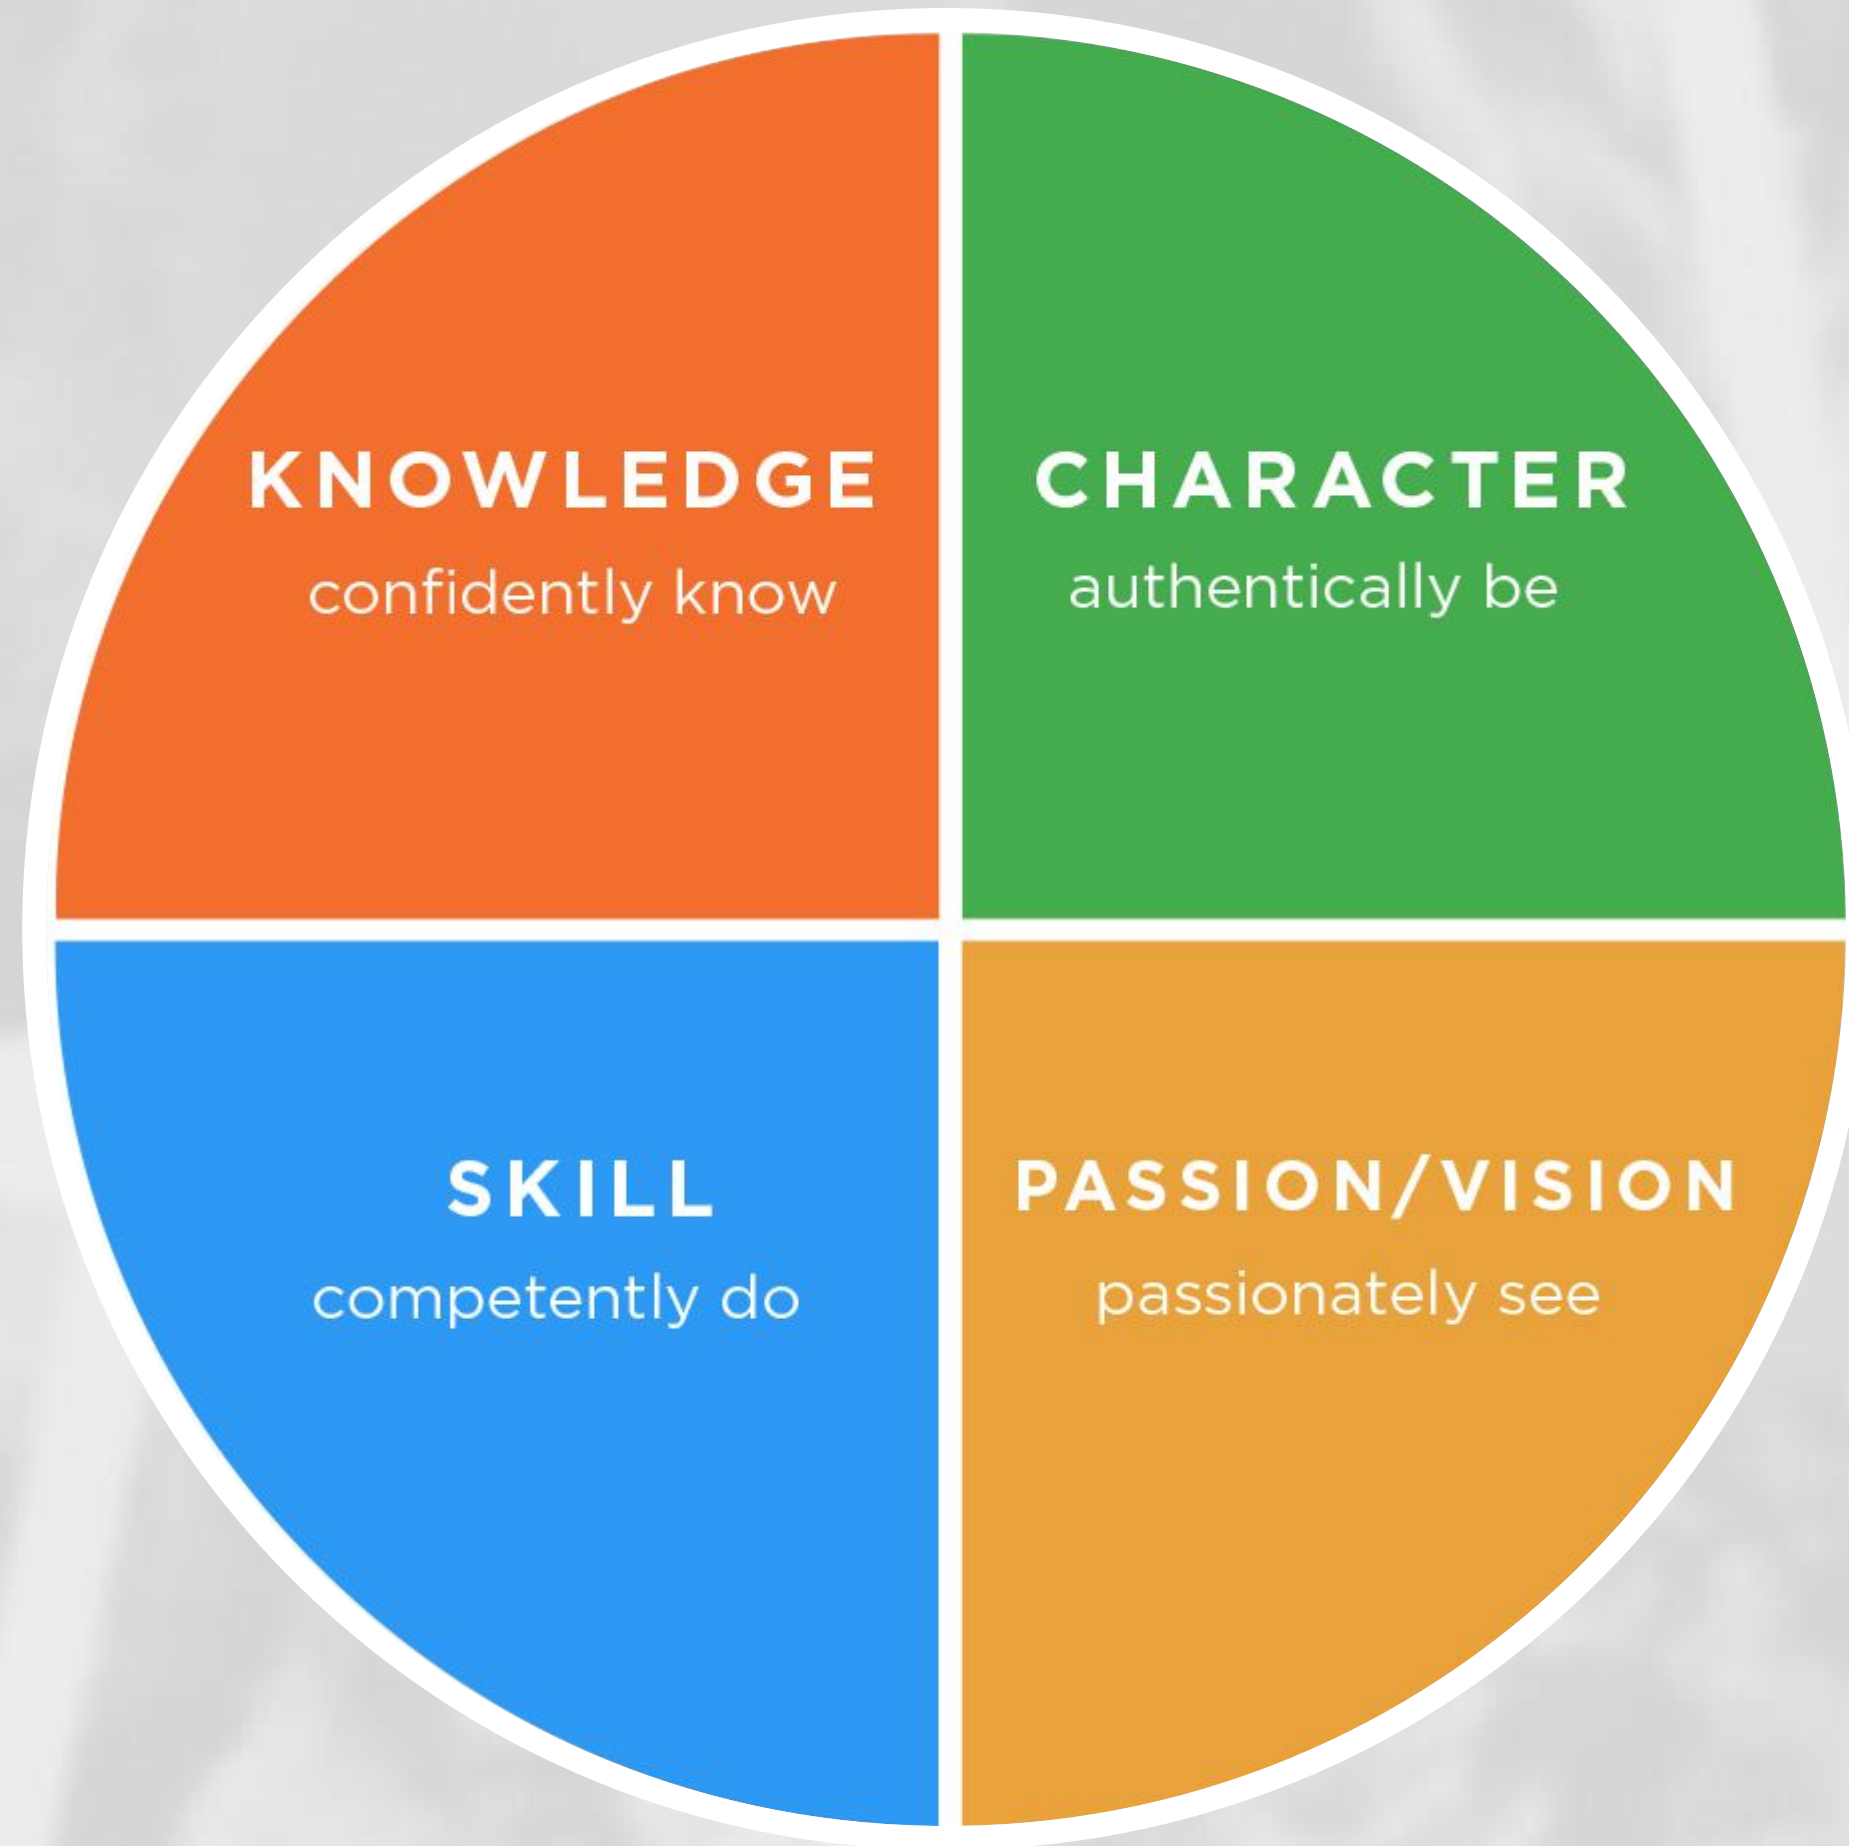 KNOWLEDGE
confidently know
CHARACTER
authentically be
SKILL
competently do
PASSION/VISION
passionately see